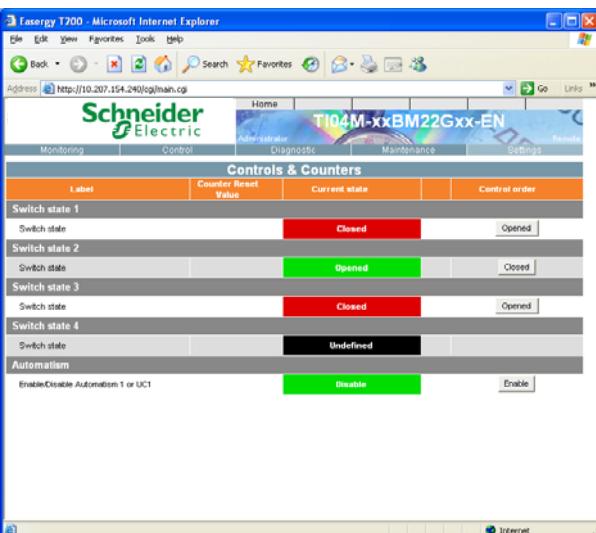 Easergy T200 - Microsoft Internet Explorer
File Edit View Favorites Tools Help
Back Search Favorites
Address http://10.207.154.240/cgi/main.cgi Go Links »
Schneider Electric
Home
TI04M-xxBM22Gxx-EN
Administrator Remote
Monitoring Control Diagnostic Maintenance Settings
Controls & Counters
Label Counter Reset Value Current state Control order
Switch state 1
Switch state Closed Opened
Switch state 2
Switch state Opened Closed
Switch state 3
Switch state Closed Opened
Switch state 4
Switch state Undefined
Automatism
Enable/Disable Automatism 1 or UC1 Disable Enable
Internet